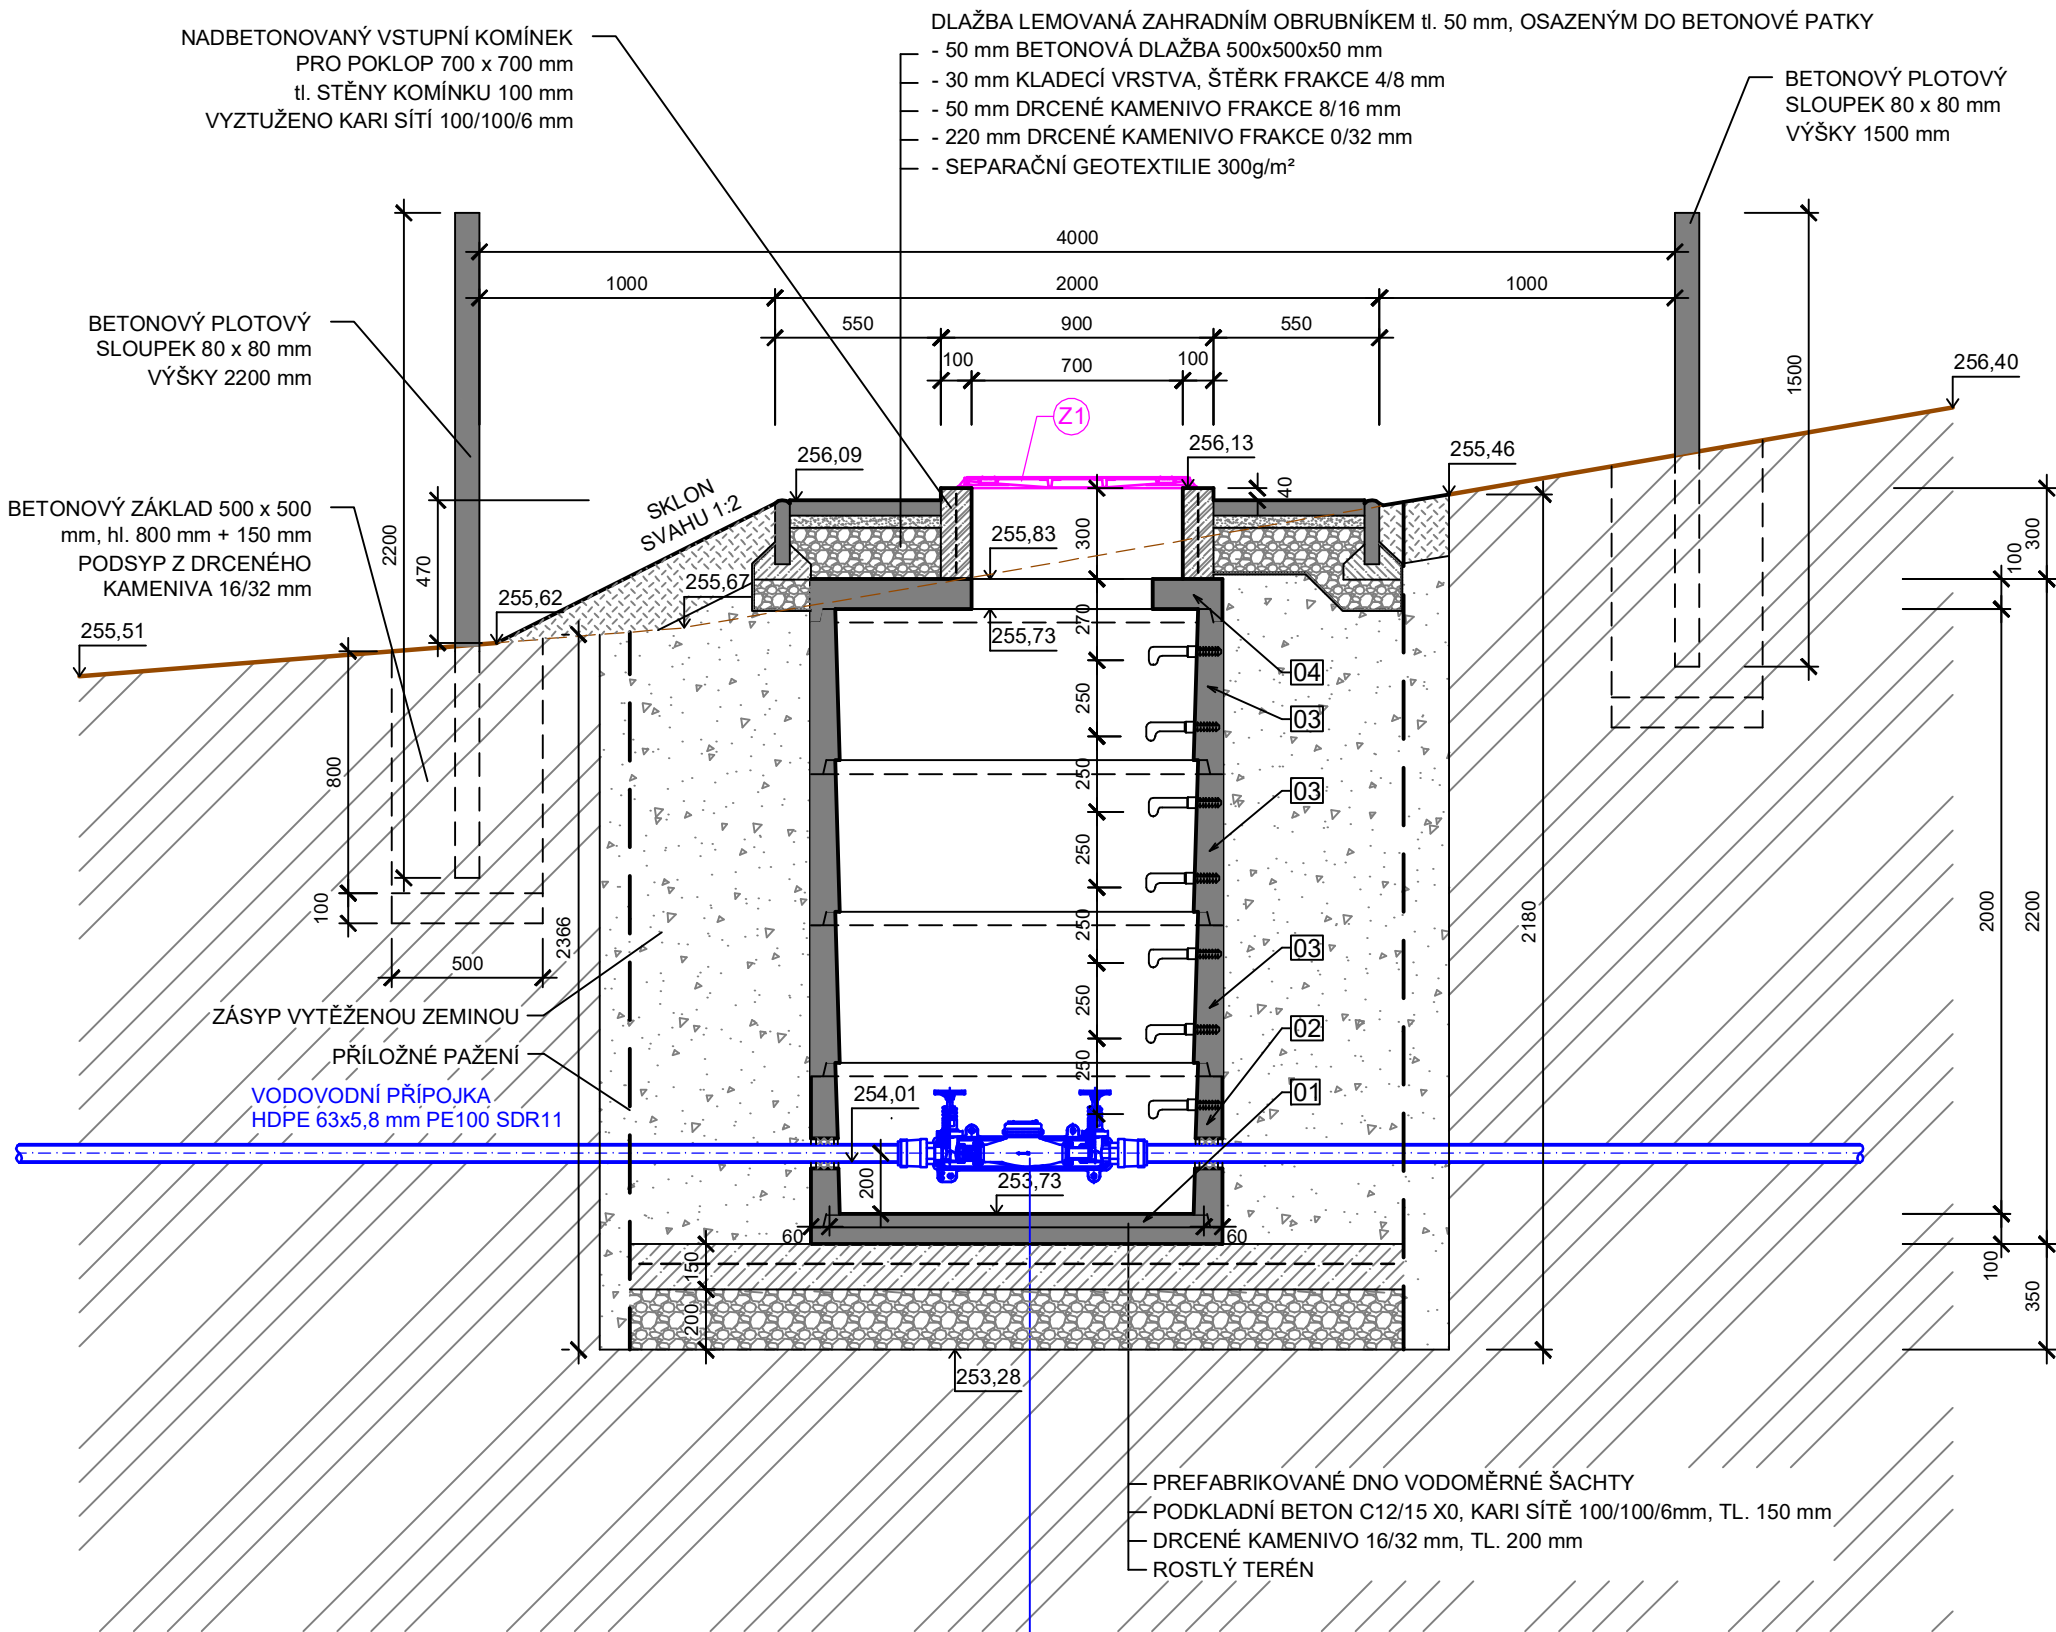 DLAŽBA LEMOVANÁ ZAHRADNÍM OBRUBNÍKEM tl. 50 mm, OSAZENÝM DO BETONOVÉ PATKY
- 50 mm BETONOVÁ DLAŽBA 500x500x50 mm
- 30 mm KLADECÍ VRSTVA, ŠTĚRK FRAKCE 4/8 mm
- 50 mm DRCENÉ KAMENIVO FRAKCE 8/16 mm
- 220 mm DRCENÉ KAMENIVO FRAKCE 0/32 mm
- SEPARAČNÍ GEOTEXTILIE 300g/m²
NADBETONOVANÝ VSTUPNÍ KOMÍNEK
PRO POKLOP 700 x 700 mm
tl. STĚNY KOMÍNKU 100 mm
VYZTUŽENO KARI SÍTÍ 100/100/6 mm
BETONOVÝ PLOTOVÝ
SLOUPEK 80 x 80 mm
VÝŠKY 1500 mm
4000
1000
2000
1000
BETONOVÝ PLOTOVÝ
SLOUPEK 80 x 80 mm
VÝŠKY 2200 mm
550
900
550
100
700
100
1500
256,40
Z1
256,09
256,13
255,46
SKLON
SVAHU 1:2
40
BETONOVÝ ZÁKLAD 500 x 500
mm, hl. 800 mm + 150 mm
PODSYP Z DRCENÉHO
KAMENIVA 16/32 mm
2200
470
255,83
300
300
100
255,67
255,62
255,51
255,73
270
04
250
03
800
250
03
250
100
2366
250
03
500
2180
2000
2200
ZÁSYP VYTĚŽENOU ZEMINOU
250
02
PŘÍLOŽNÉ PAŽENÍ
250
01
VODOVODNÍ PŘÍPOJKA
HDPE 63x5,8 mm PE100 SDR11
254,01
200
253,73
60
60
150
100
200
350
253,28
PREFABRIKOVANÉ DNO VODOMĚRNÉ ŠACHTY
PODKLADNÍ BETON C12/15 X0, KARI SÍTĚ 100/100/6mm, TL. 150 mm
DRCENÉ KAMENIVO 16/32 mm, TL. 200 mm
ROSTLÝ TERÉN